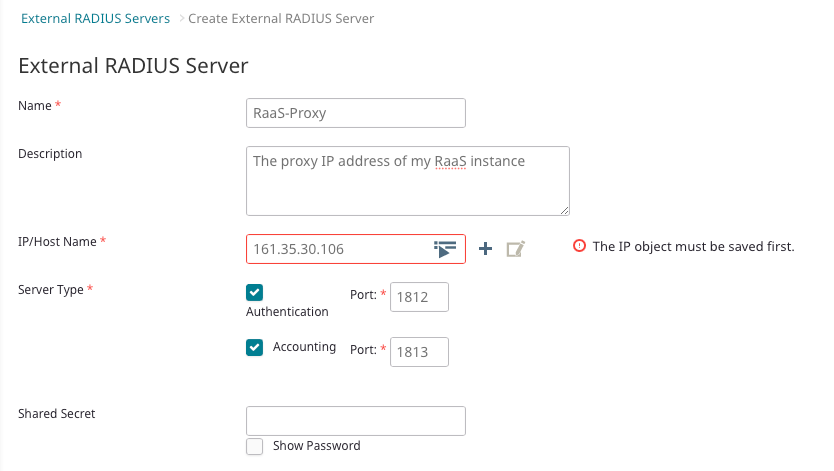 External RADIUS Servers > Create External RADIUS Server
External RADIUS Server
Name *
RaaS-Proxy
Description
The proxy IP address of my RaaS instance
IP/Host Name *
161.35.30.106
The IP object must be saved first.
Server Type *
Authentication
Port: * 1812
Accounting
Port: * 1813
Shared Secret
Show Password